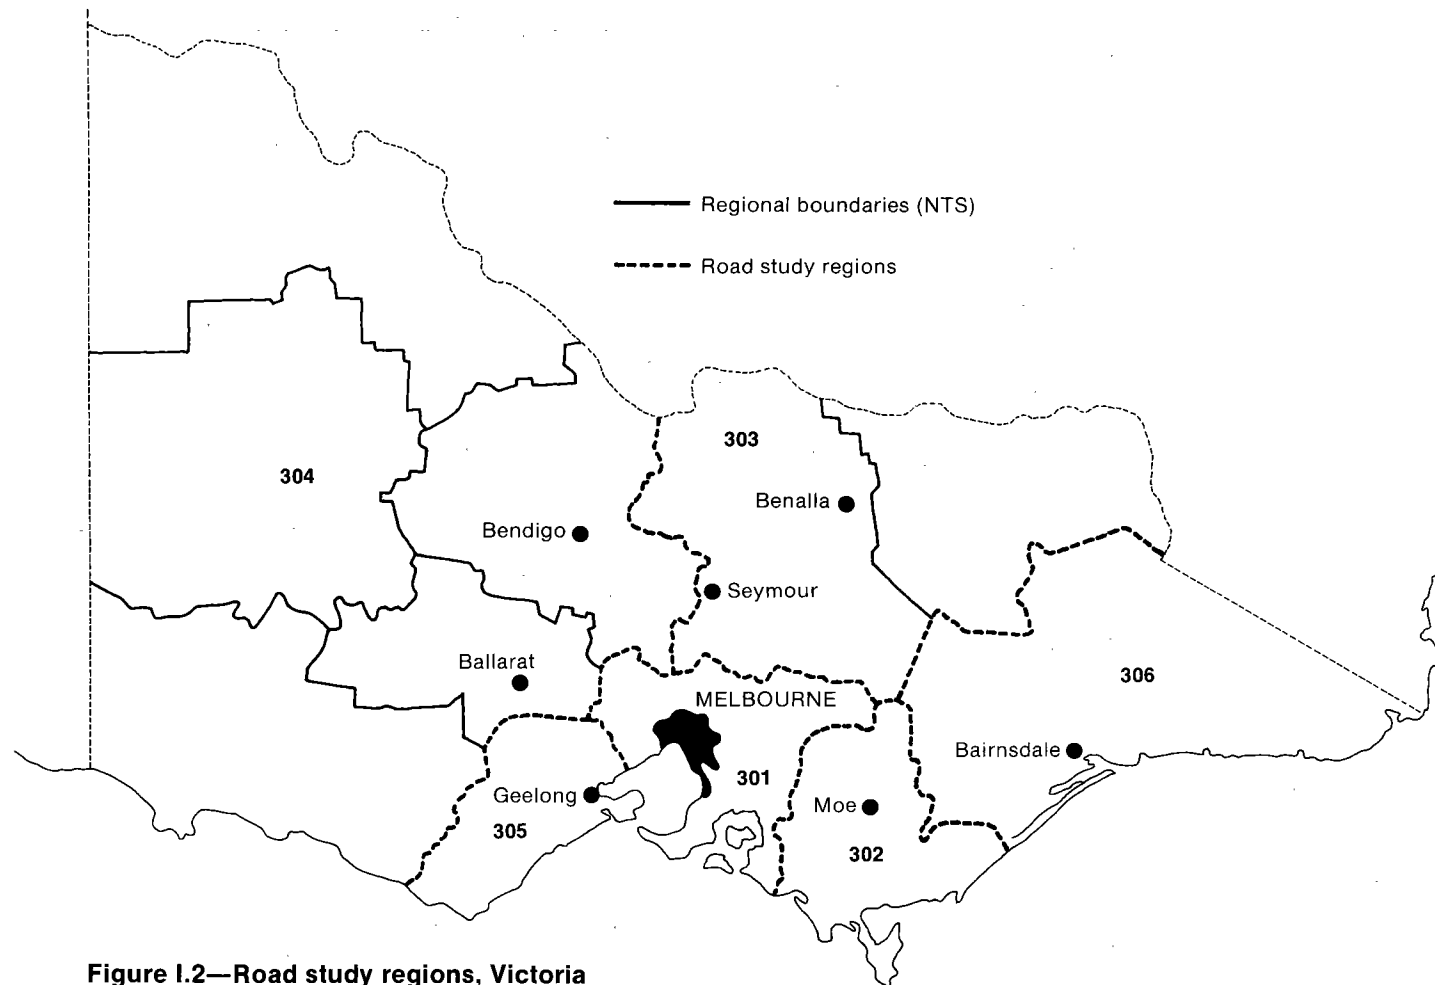 Regional boundaries (NTS)
Road study regions
303
304
Benalla
Bendigo
Seymour
Ballarat
306
MELBOURNE
Bairnsdale
301
Geelong
Moe
305
302
Figure I.2—Road study regions, Victoria